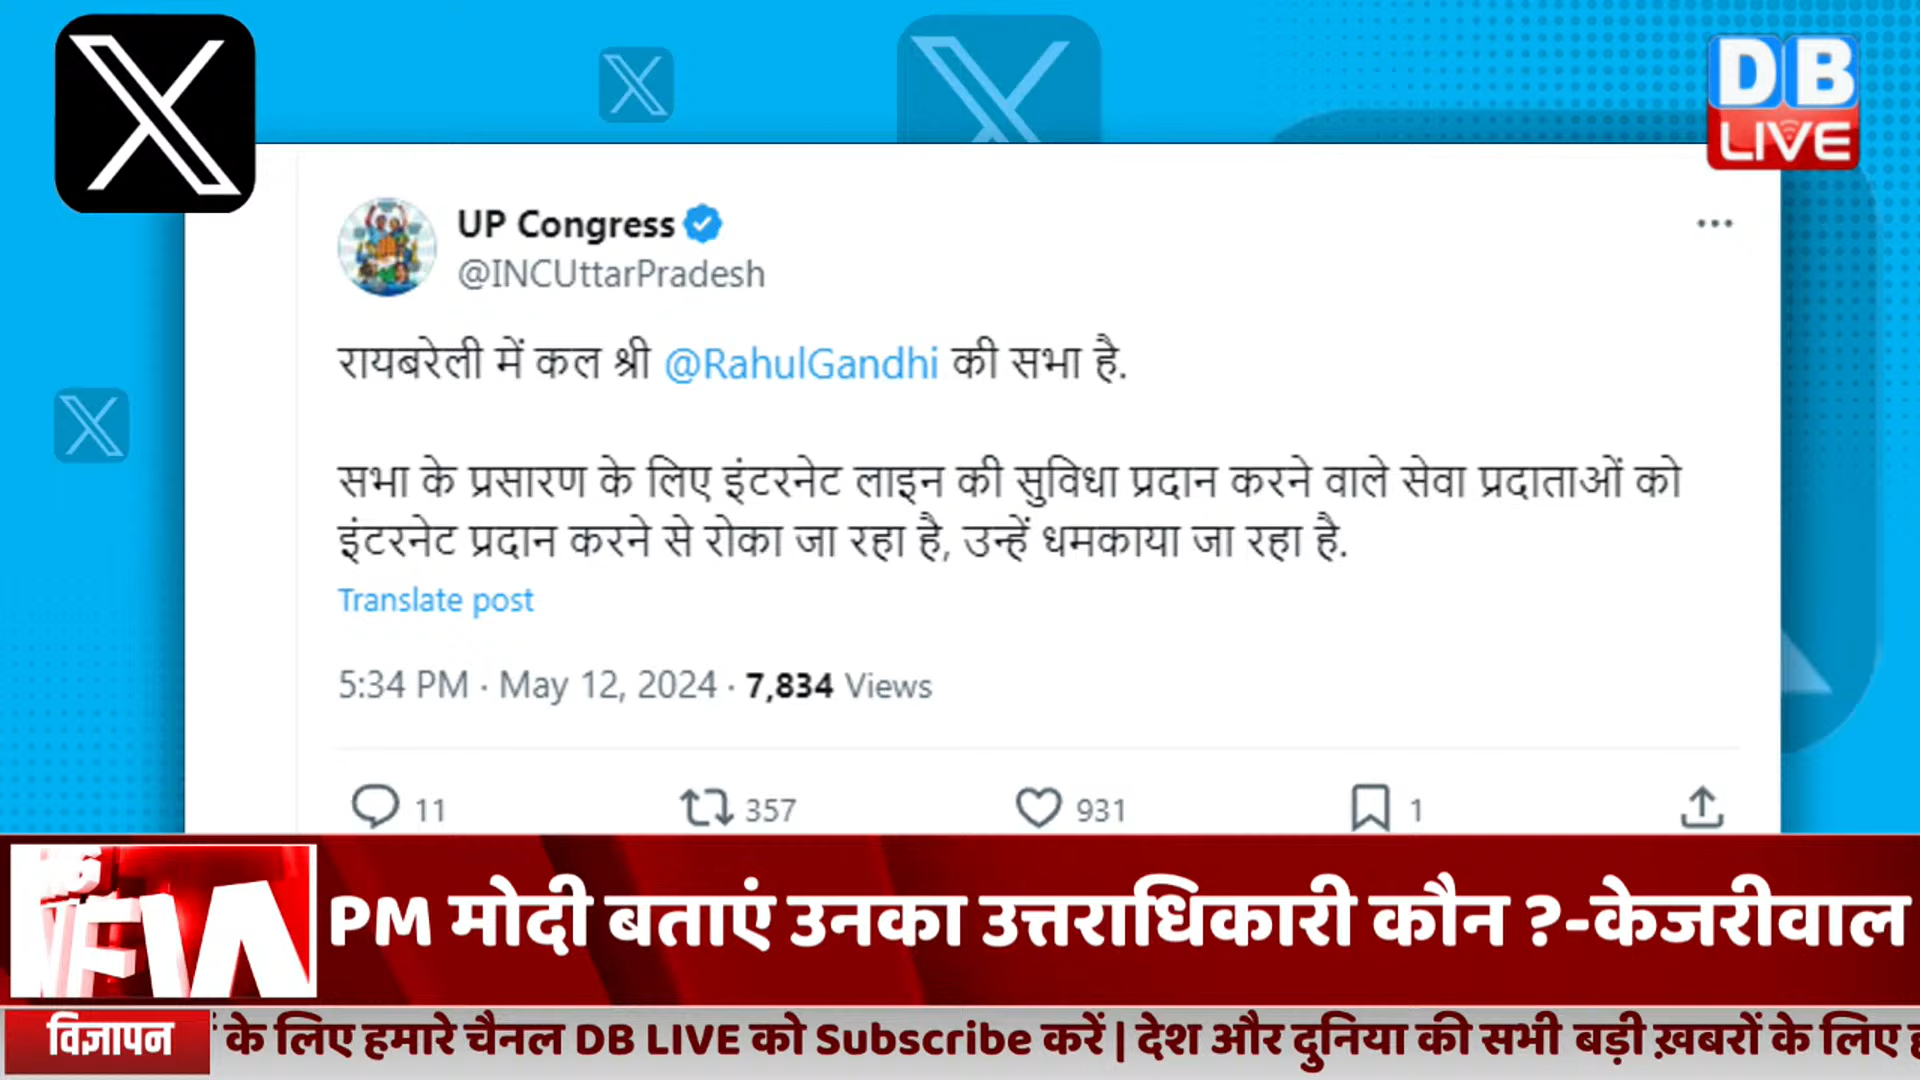 DB
LIVE
UP Congress
@INCUttarPradesh
रायबरेली में कल श्री @RahulGandhi की सभा है.
सभा के प्रसारण के लिए इंटरनेट लाइन की सुविधा प्रदान करने वाले सेवा प्रदाताओं को
इंटरनेट प्रदान करने से रोका जा रहा है, उन्हें धमकाया जा रहा है.
Translate post
5:34 PM · May 12, 2024 · 7,834 Views
11 357 931 1
PM मोदी बताएं उनका उत्तराधिकारी कौन ?-केजरीवाल
विज्ञापन के लिए हमारे चैनल DB LIVE को Subscribe करें | देश और दुनिया की सभी बड़ी ख़बरों के लिए